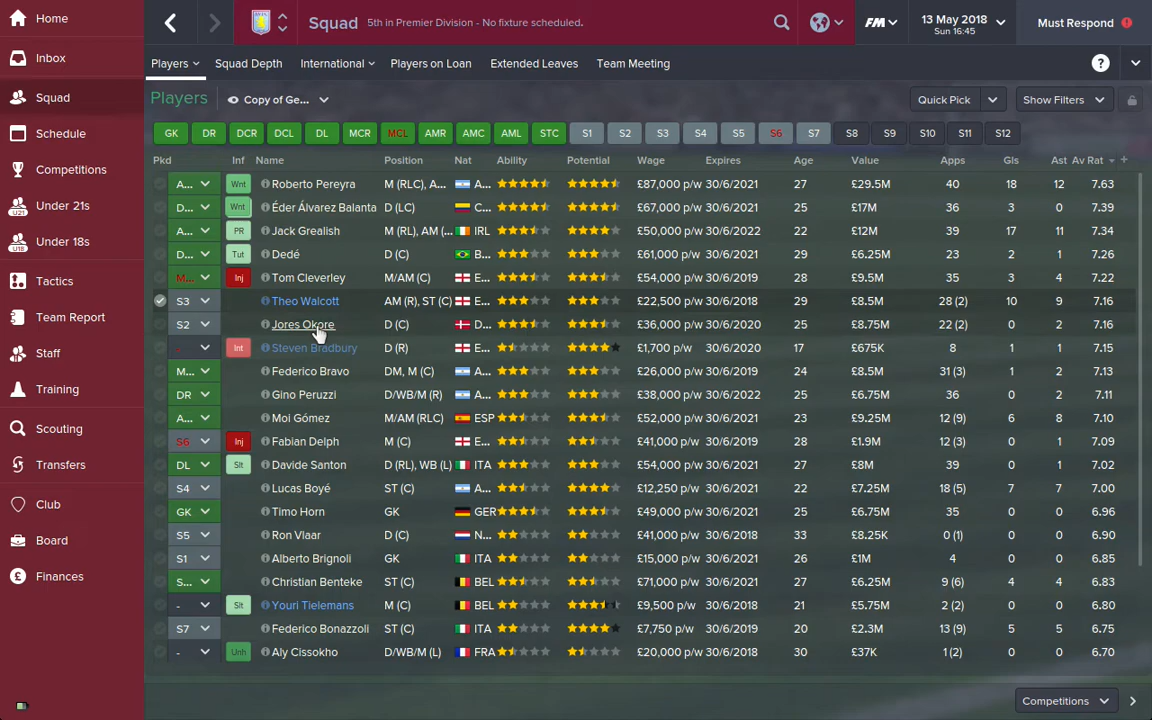 Home
Squad
5th in Premier Division - No fixture scheduled.
FM
13 May 2018
Sun 16:45
Must Respond
Inbox
Squad
Schedule
Competitions
Under 21s
Under 18s
Tactics
Team Report
Staff
Training
Scouting
Transfers
Club
Board
Finances
Players Squad Depth International Players on Loan Extended Leaves Team Meeting ?
Players Copy of Ge... Quick Pick Show Filters
GK DR DCR DCL DL MCR MCL AMR AMC AML STC S1 S2 S3 S4 S5 S6 S7 S8 S9 S10 S11 S12
Pkd Inf Name Position Nat Ability Potential Wage Expires Age Value Apps Gls Ast Av Rat +
A... Wnt Roberto Pereyra M (RLC), A... A... £87,000 p/w 30/6/2021 27 £29.5M 40 18 12 7.63
D... Wnt Éder Álvarez Balanta D (LC) C... £67,000 p/w 30/6/2021 25 £17M 36 3 0 7.39
A... PR Jack Grealish M (RL), AM (... IRL £50,000 p/w 30/6/2022 22 £12M 39 17 11 7.34
D... Tut Dedé D (C) B... £61,000 p/w 30/6/2021 29 £6.25M 23 2 1 7.26
M... Inj Tom Cleverley M/AM (C) E... £54,000 p/w 30/6/2019 28 £9.5M 35 3 4 7.22
S3 Theo Walcott AM (R), ST (C) E... £22,500 p/w 30/6/2018 29 £8.5M 28 (2) 10 9 7.16
S2 Jores Okore D (C) D... £36,000 p/w 30/6/2020 25 £8.75M 22 (2) 0 2 7.16
- Int Steven Bradbury D (R) E... £1,700 p/w 30/6/2020 17 £675K 8 1 1 7.15
M... Federico Bravo DM, M (C) A... £26,000 p/w 30/6/2019 24 £8.5M 31 (3) 1 2 7.13
DR Gino Peruzzi D/WB/M (R) A... £38,000 p/w 30/6/2022 25 £6.75M 36 0 2 7.11
A... Moi Gómez M/AM (RLC) ESP £52,000 p/w 30/6/2021 23 £9.25M 12 (9) 6 8 7.10
S6 Inj Fabian Delph M (C) E... £41,000 p/w 30/6/2019 28 £1.9M 12 (3) 0 1 7.09
DL Slt Davide Santon D (RL), WB (L) ITA £54,000 p/w 30/6/2021 27 £8M 39 0 1 7.02
S4 Lucas Boyé ST (C) A... £12,250 p/w 30/6/2021 22 £7.25M 18 (5) 7 7 7.00
GK Timo Horn GK GER £49,000 p/w 30/6/2021 25 £6.75M 35 0 0 6.96
S5 Ron Vlaar D (C) N... £41,000 p/w 30/6/2018 33 £8.25K 0 (1) 0 0 6.90
S1 Alberto Brignoli GK ITA £15,000 p/w 30/6/2021 26 £1M 4 0 0 6.85
S... Christian Benteke ST (C) BEL £71,000 p/w 30/6/2021 27 £6.25M 9 (6) 4 4 6.83
- Slt Youri Tielemans M (C) BEL £9,500 p/w 30/6/2018 21 £5.75M 2 (2) 0 0 6.80
S7 Federico Bonazzoli ST (C) ITA £7,750 p/w 30/6/2019 20 £2.3M 13 (9) 5 5 6.75
- Unh Aly Cissokho D/WB/M (L) FRA £20,000 p/w 30/6/2018 30 £37K 1 (2) 0 0 6.70
Competitions